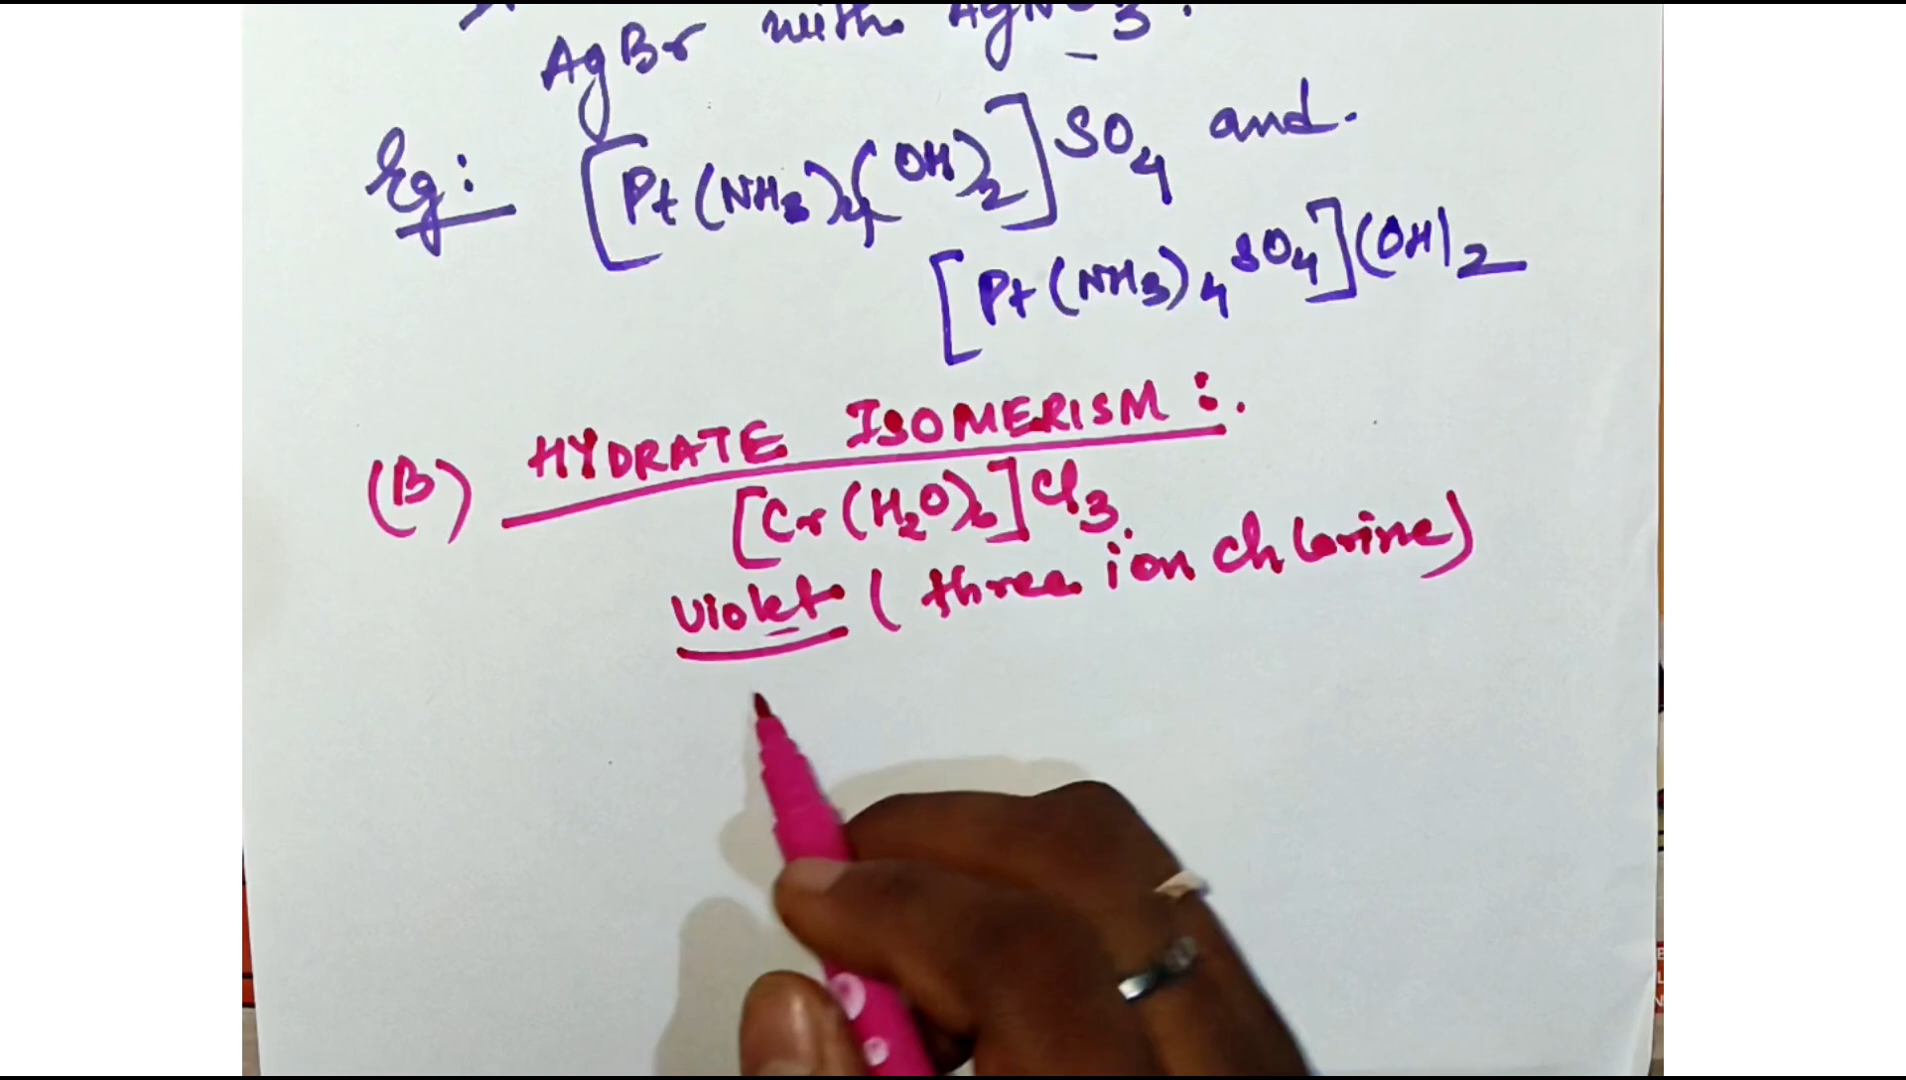 AgBr with AgNO3.
Eg: [Pt(NH3)4(OH)2]SO4 and.
[Pt(NH3)4SO4](OH)2
(B) HYDRATE ISOMERISM:.
[Cr(H2O)6]Cl3.
Violet (three ion chlorine)